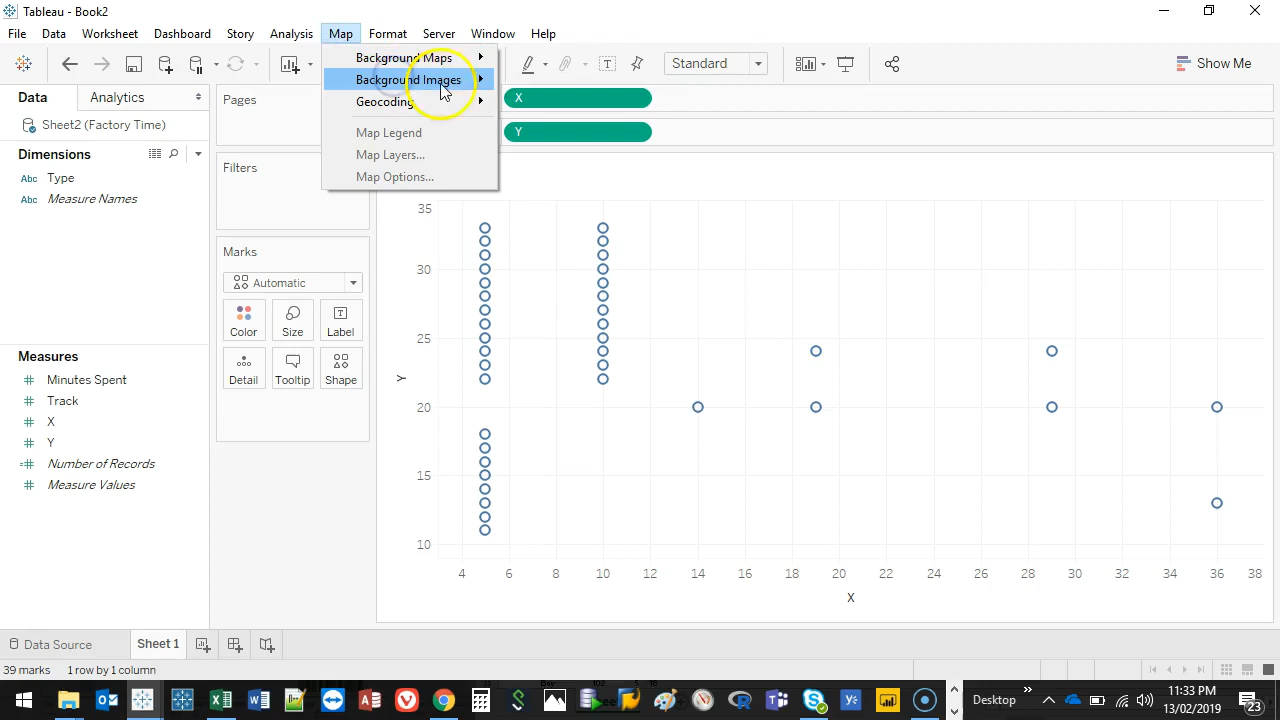 Tableau - Book2
File Data Worksheet Dashboard Story Analysis Map Format Server Window Help
Standard
Show Me
Background Maps
Background Images
Geocoding
Map Legend
Map Layers...
Map Options...
Data Analytics
Pages
X
Sheet2 (Factory Time)
Y
Dimensions
Filters
Abc Type
Abc Measure Names
Marks
Automatic
Color Size Label
Detail Tooltip Shape
Measures
Minutes Spent
Track
X
Y
Number of Records
Measure Values
35
30
25
20
15
10
Y
4 6 8 10 12 14 16 18 20 22 24 26 28 30 32 34 36 38
X
Data Source Sheet 1
39 marks 1 row by 1 column
Desktop
11:33 PM
13/02/2019
23